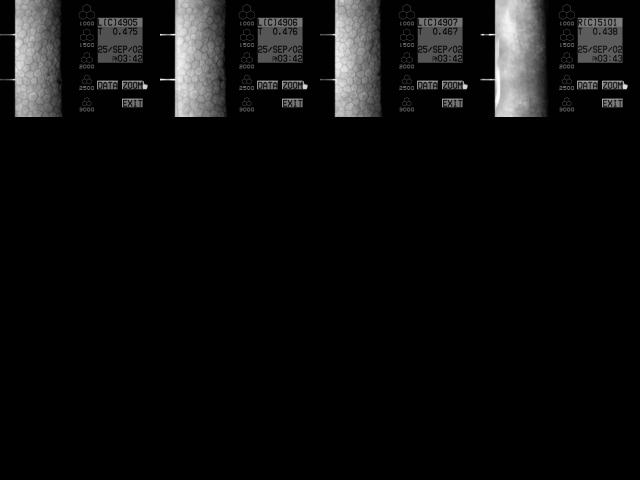 L(C)4905
T 0.475
25/SEP/02
PM03:42
DATA ZOOM
EXIT
1000
1500
2000
2500
3000
L(C)4906
T 0.476
25/SEP/02
PM03:42
DATA ZOOM
EXIT
1000
1500
2000
2500
3000
L(C)4907
T 0.467
25/SEP/02
PM03:42
DATA ZOOM
EXIT
1000
1500
2000
2500
3000
R(C)5101
T 0.438
25/SEP/02
PM03:43
DATA ZOOM
EXIT
1000
1500
2000
2500
3000